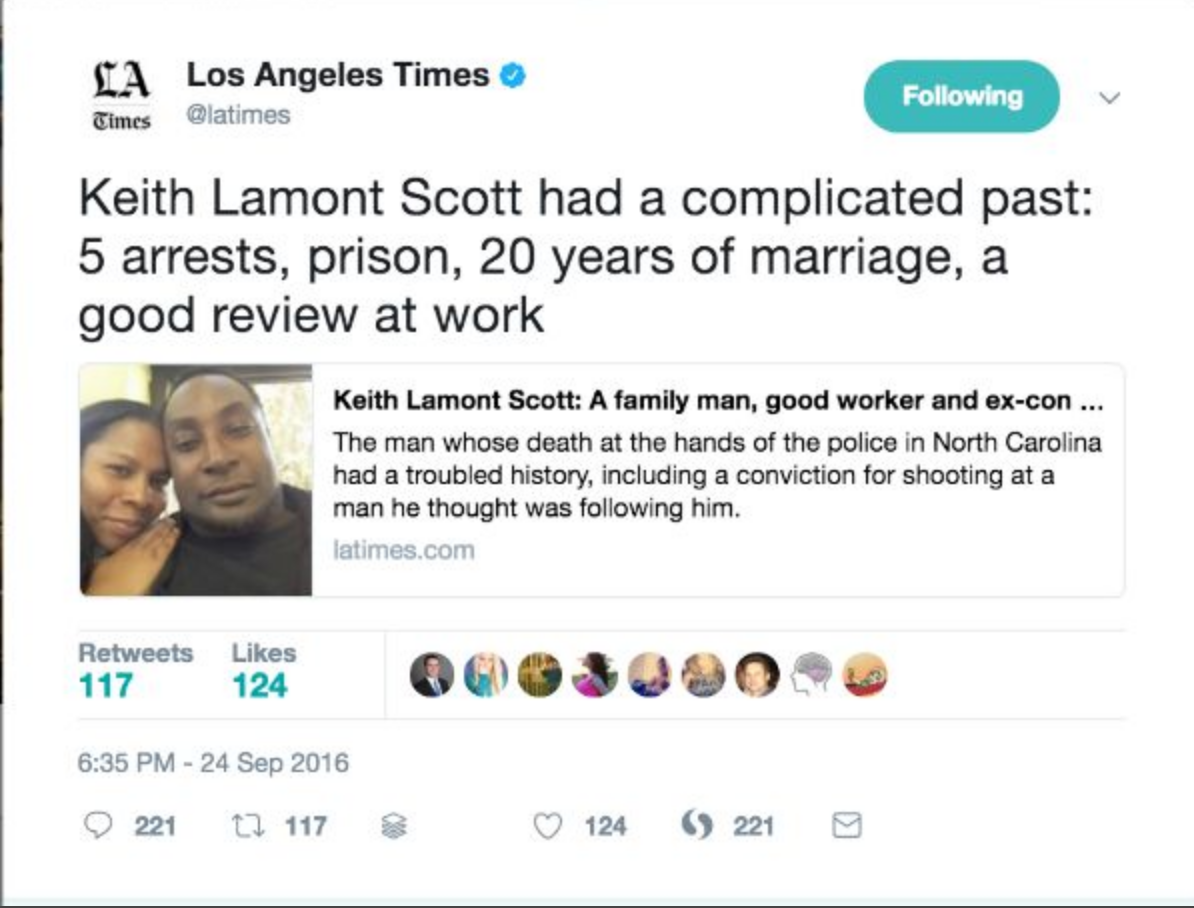 LA
Times
Los Angeles Times
@latimes
Following
Keith Lamont Scott had a complicated past:
5 arrests, prison, 20 years of marriage, a
good review at work
Keith Lamont Scott: A family man, good worker and ex-con ...
The man whose death at the hands of the police in North Carolina
had a troubled history, including a conviction for shooting at a
man he thought was following him.
latimes.com
Retweets Likes
117 124
6:35 PM - 24 Sep 2016
221 117 124 221